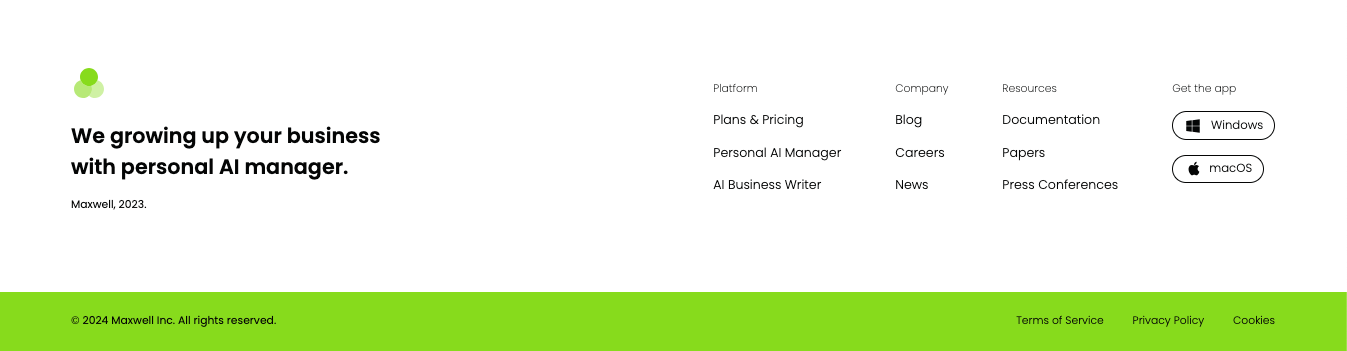 We growing up your business
with personal AI manager.
Maxwell, 2023.
Platform
Plans & Pricing
Personal AI Manager
AI Business Writer
Company
Blog
Careers
News
Resources
Documentation
Papers
Press Conferences
Get the app
Windows
macOS
© 2024 Maxwell Inc. All rights reserved.
Terms of Service
Privacy Policy
Cookies